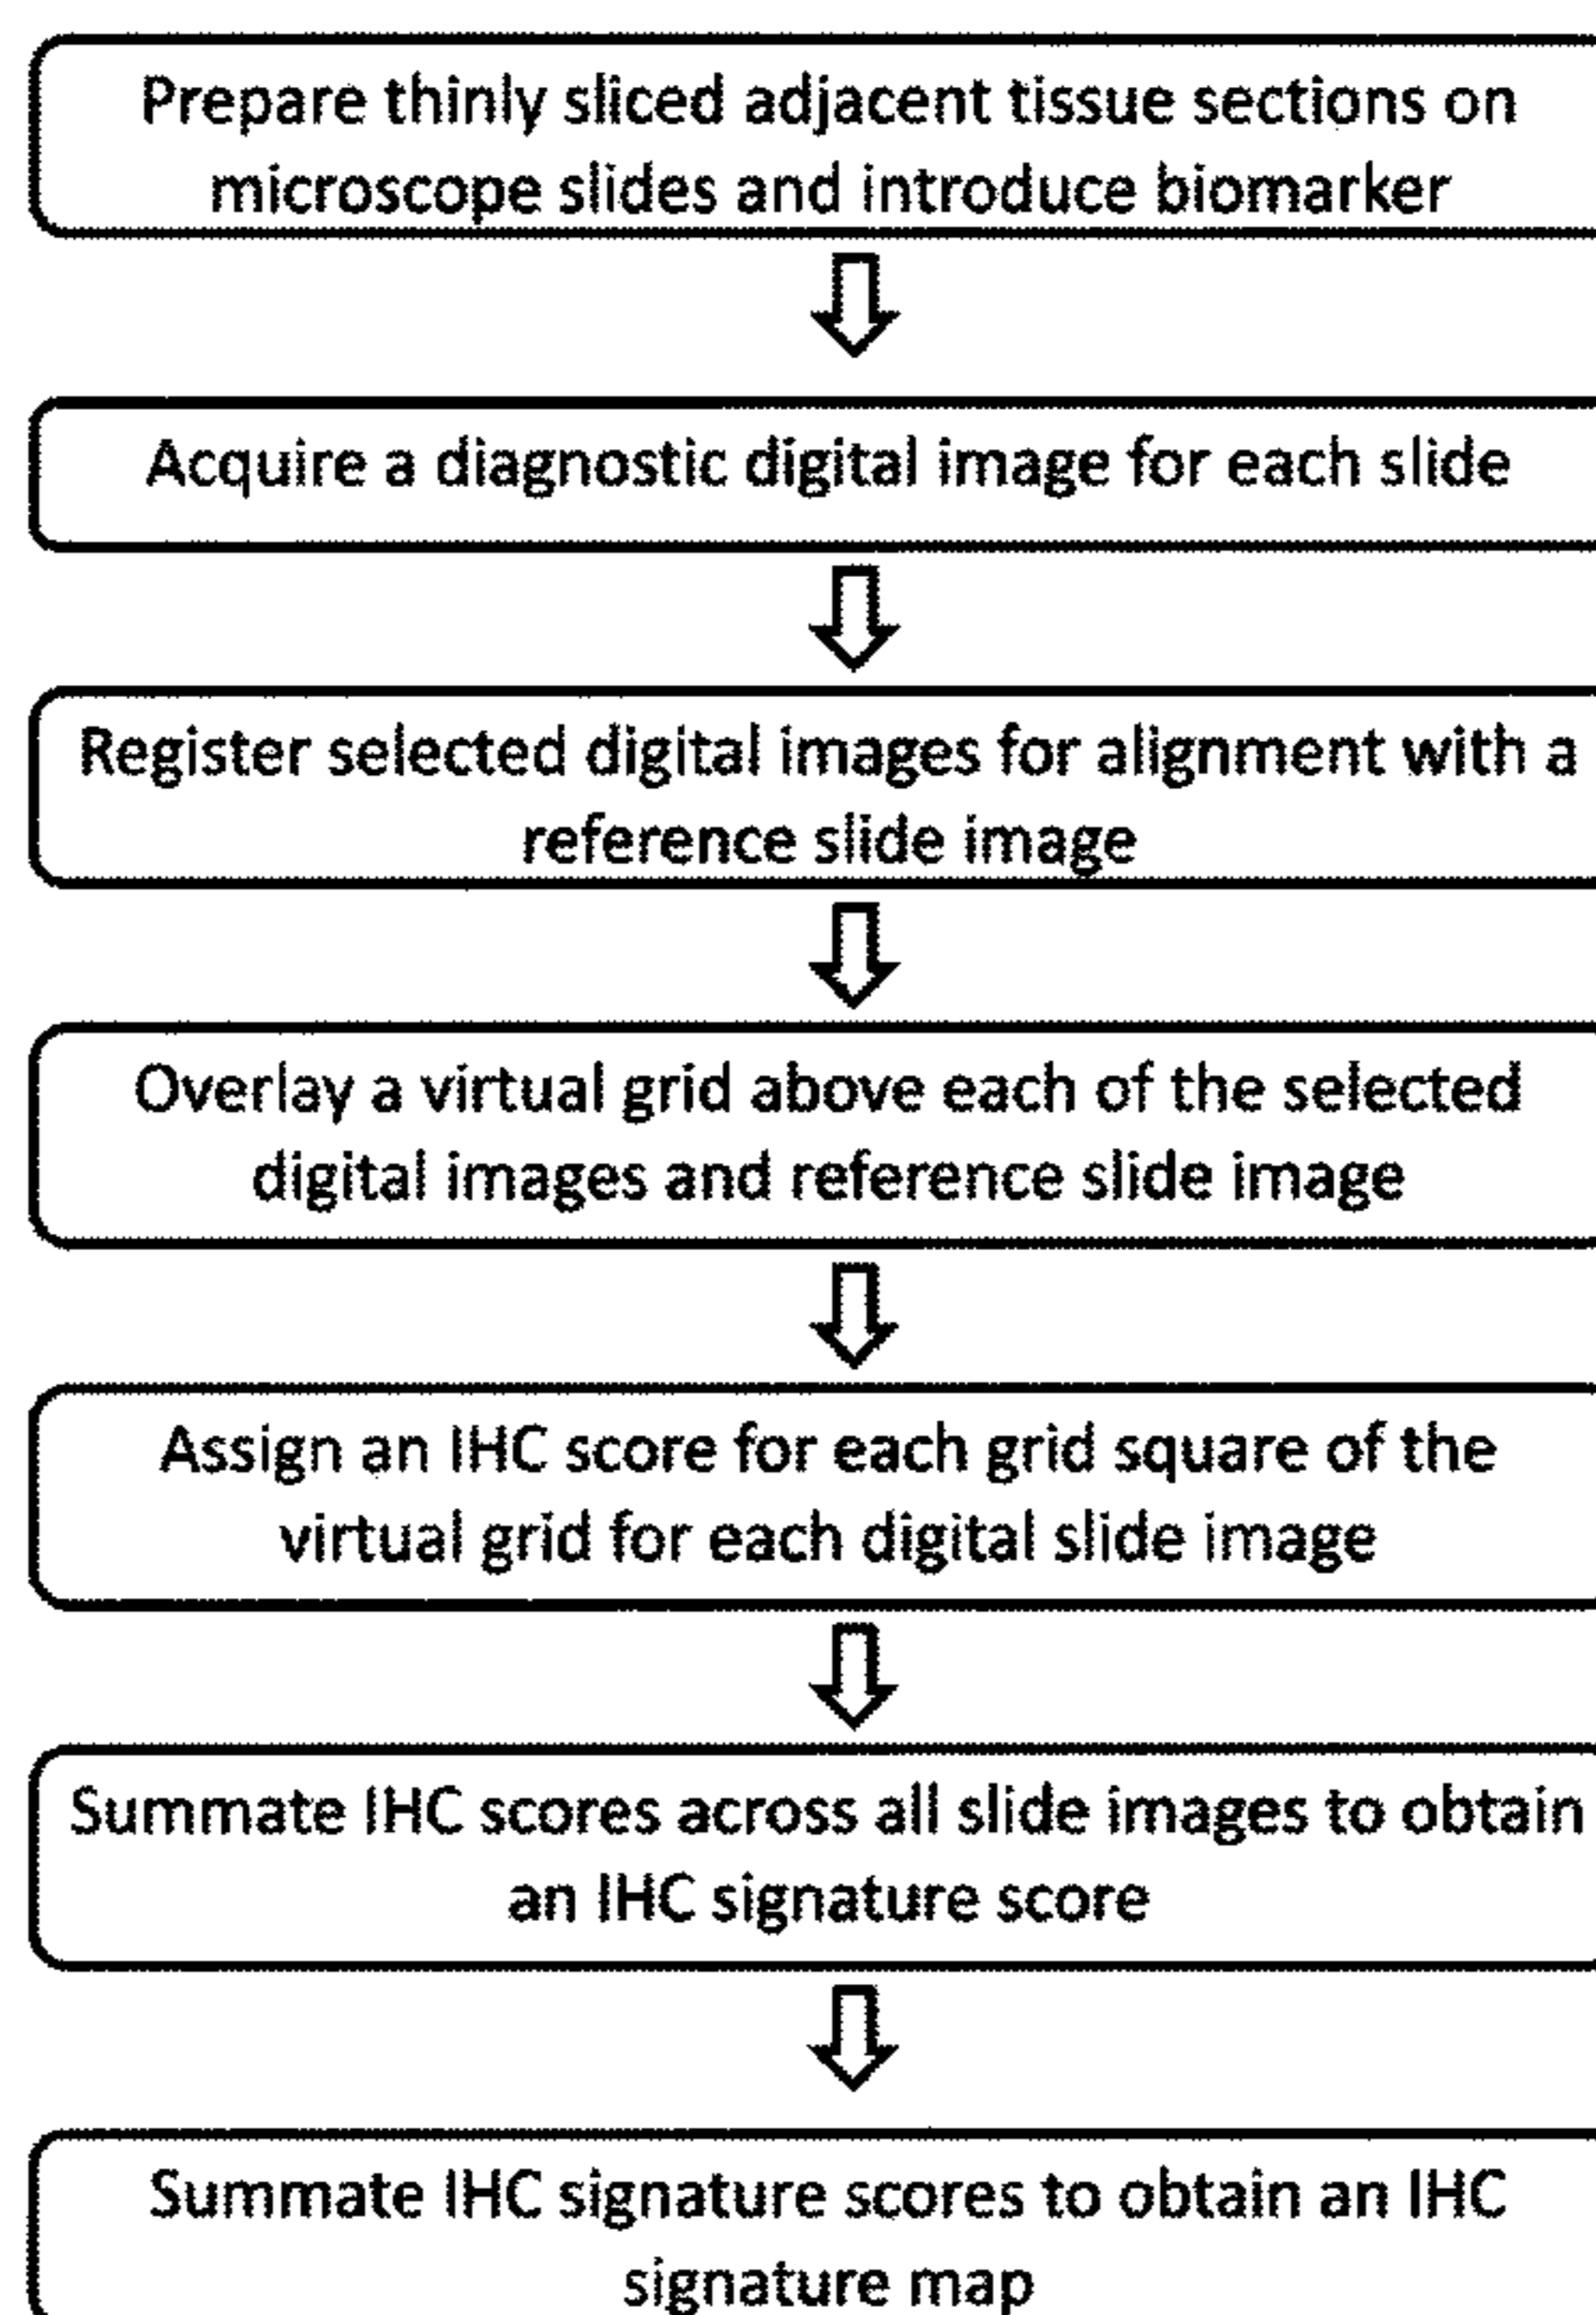 Prepare thinly sliced adjacent tissue sections on
microscope slides and introduce biomarker
Acquire a diagnostic digital image for each slide
Register selected digital images for alignment with a
reference slide image
Overlay a virtual grid above each of the selected
digital images and reference slide image
Assign an IHC score for each grid square of the
virtual grid for each digital slide image
Summate IHC scores across all slide images to obtain
an IHC signature score
Summate IHC signature scores to obtain an IHC
signature map